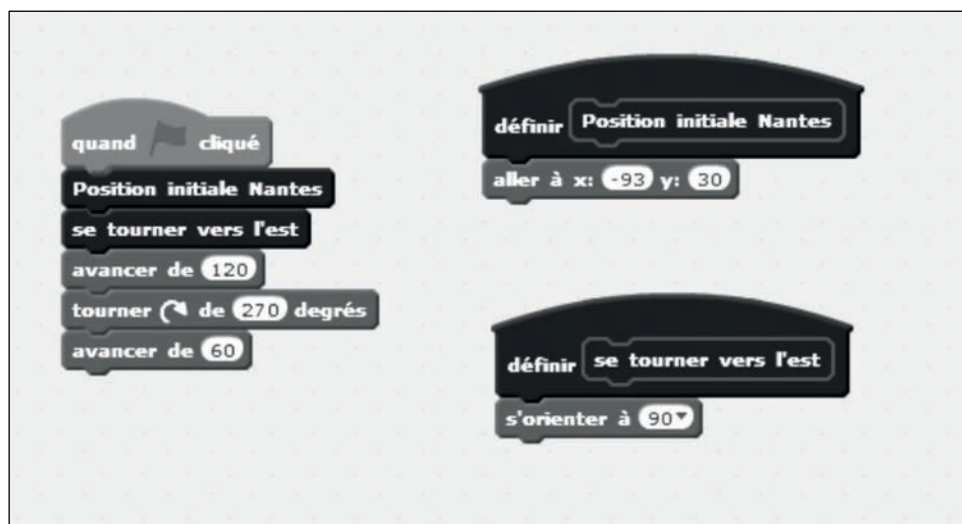 quand cliqué
Position initiale Nantes
se tourner vers l'est
avancer de 120
tourner de 270 degrés
avancer de 60
définir Position initiale Nantes
aller à x: -93 y: 30
définir se tourner vers l'est
s'orienter à 90